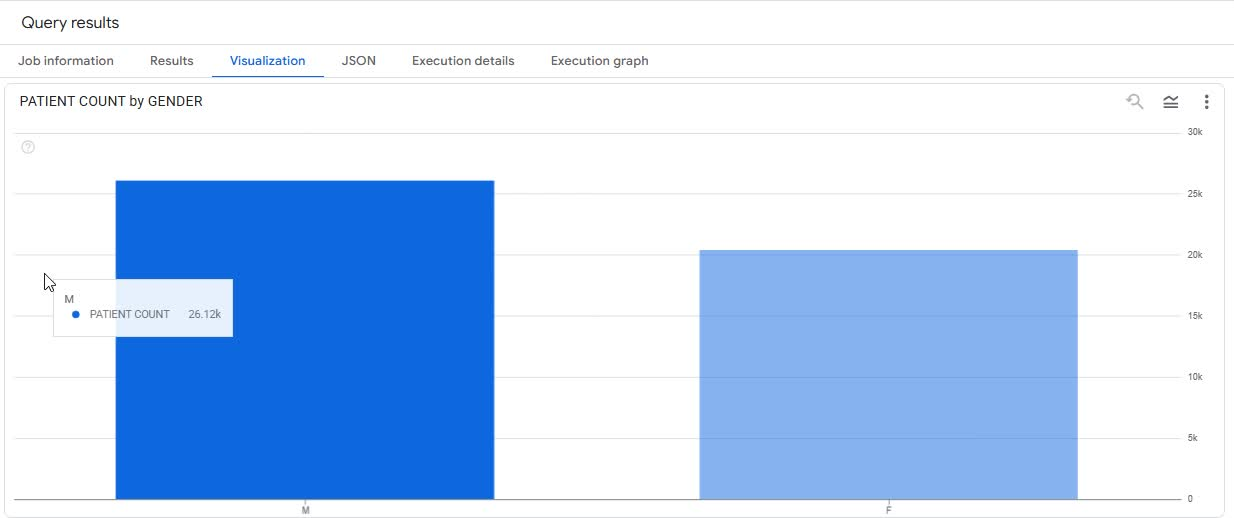 Query results
Job information Results Visualization JSON Execution details Execution graph
PATIENT COUNT by GENDER
30k
25k
20k
15k
10k
5k
0
M
PATIENT COUNT 26.12k
M F